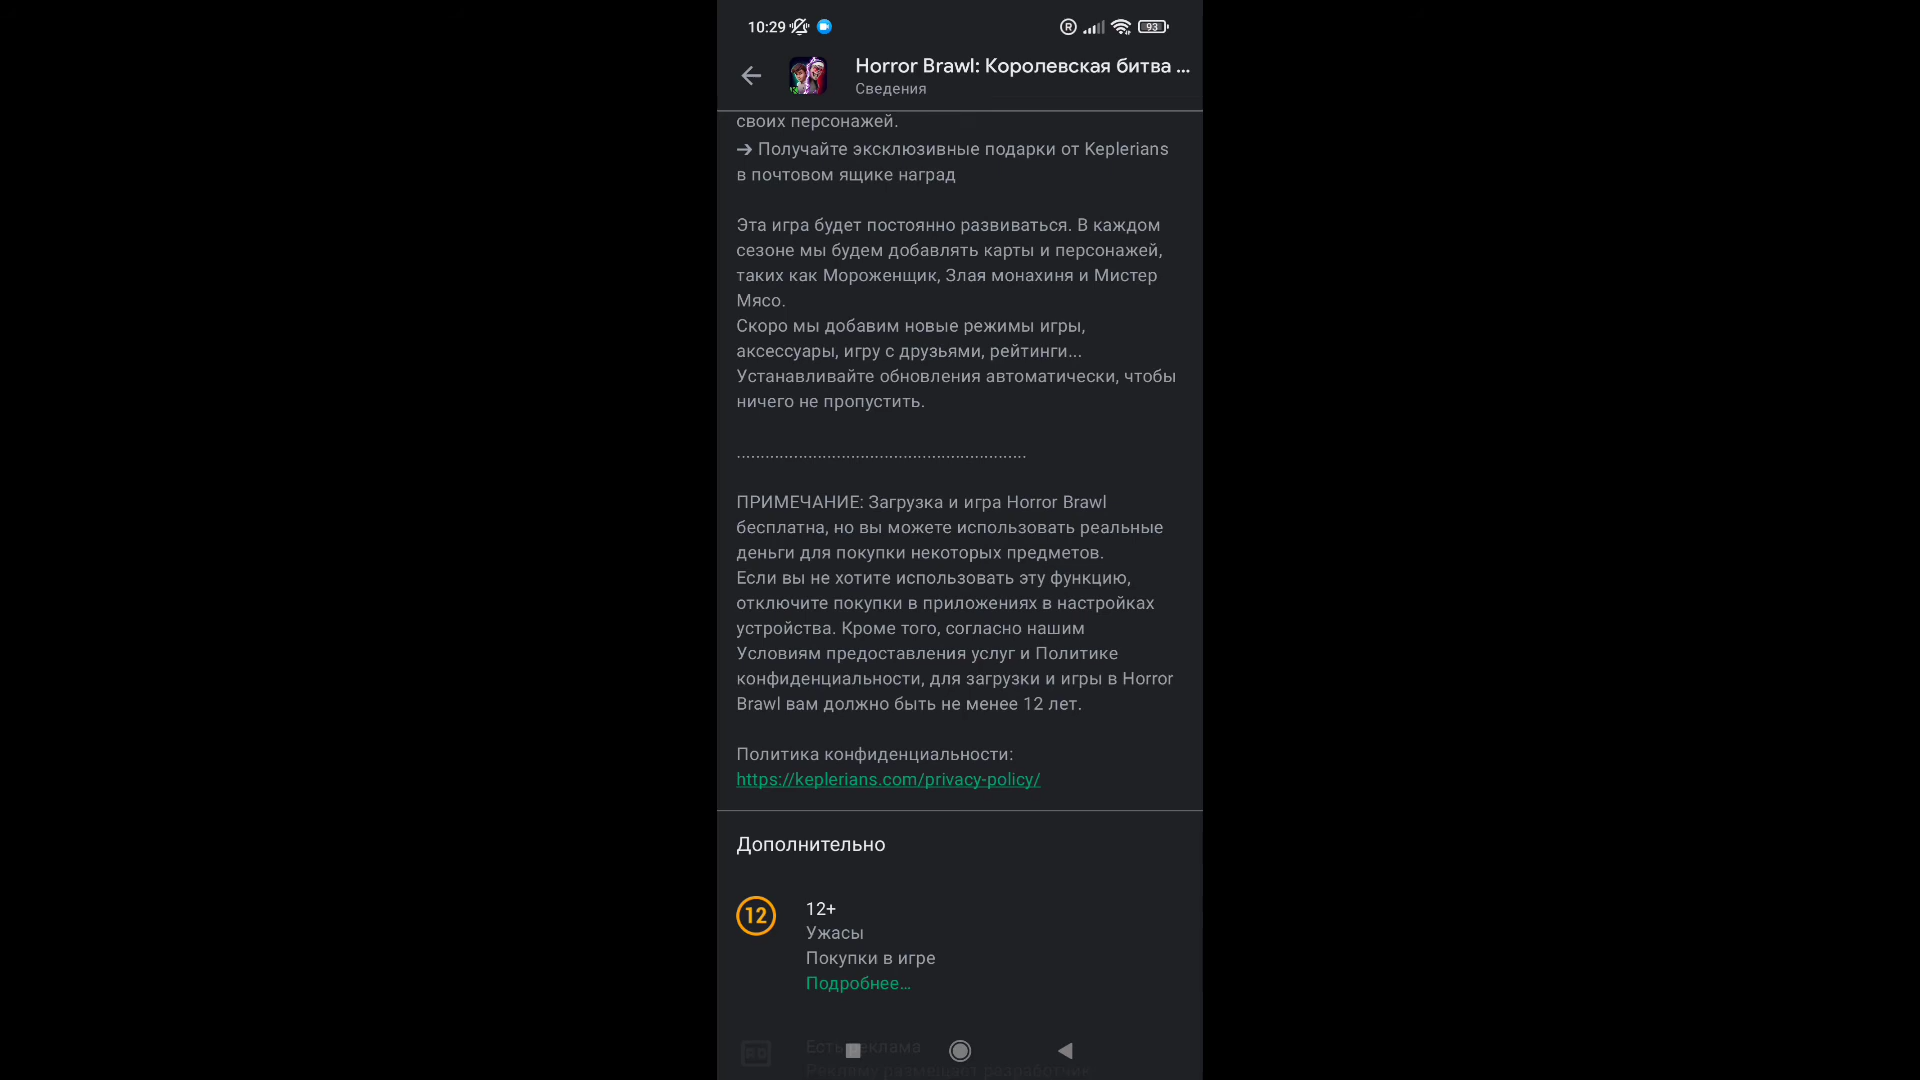 10:29
R
93
Horror Brawl: Королевская битва ...
Сведения
своих персонажей.
➔ Получайте эксклюзивные подарки от Keplerians
в почтовом ящике наград
Эта игра будет постоянно развиваться. В каждом
сезоне мы будем добавлять карты и персонажей,
таких как Мороженщик, Злая монахиня и Мистер
Мясо.
Скоро мы добавим новые режимы игры,
аксессуары, игру с друзьями, рейтинги...
Устанавливайте обновления автоматически, чтобы
ничего не пропустить.
.............................................................
ПРИМЕЧАНИЕ: Загрузка и игра Horror Brawl
бесплатна, но вы можете использовать реальные
деньги для покупки некоторых предметов.
Если вы не хотите использовать эту функцию,
отключите покупки в приложениях в настройках
устройства. Кроме того, согласно нашим
Условиям предоставления услуг и Политике
конфиденциальности, для загрузки и игры в Horror
Brawl вам должно быть не менее 12 лет.
Политика конфиденциальности:
https://keplerians.com/privacy-policy/
Дополнительно
12
12+
Ужасы
Покупки в игре
Подробнее...
Есть реклама
Рекламу размещает разработчик